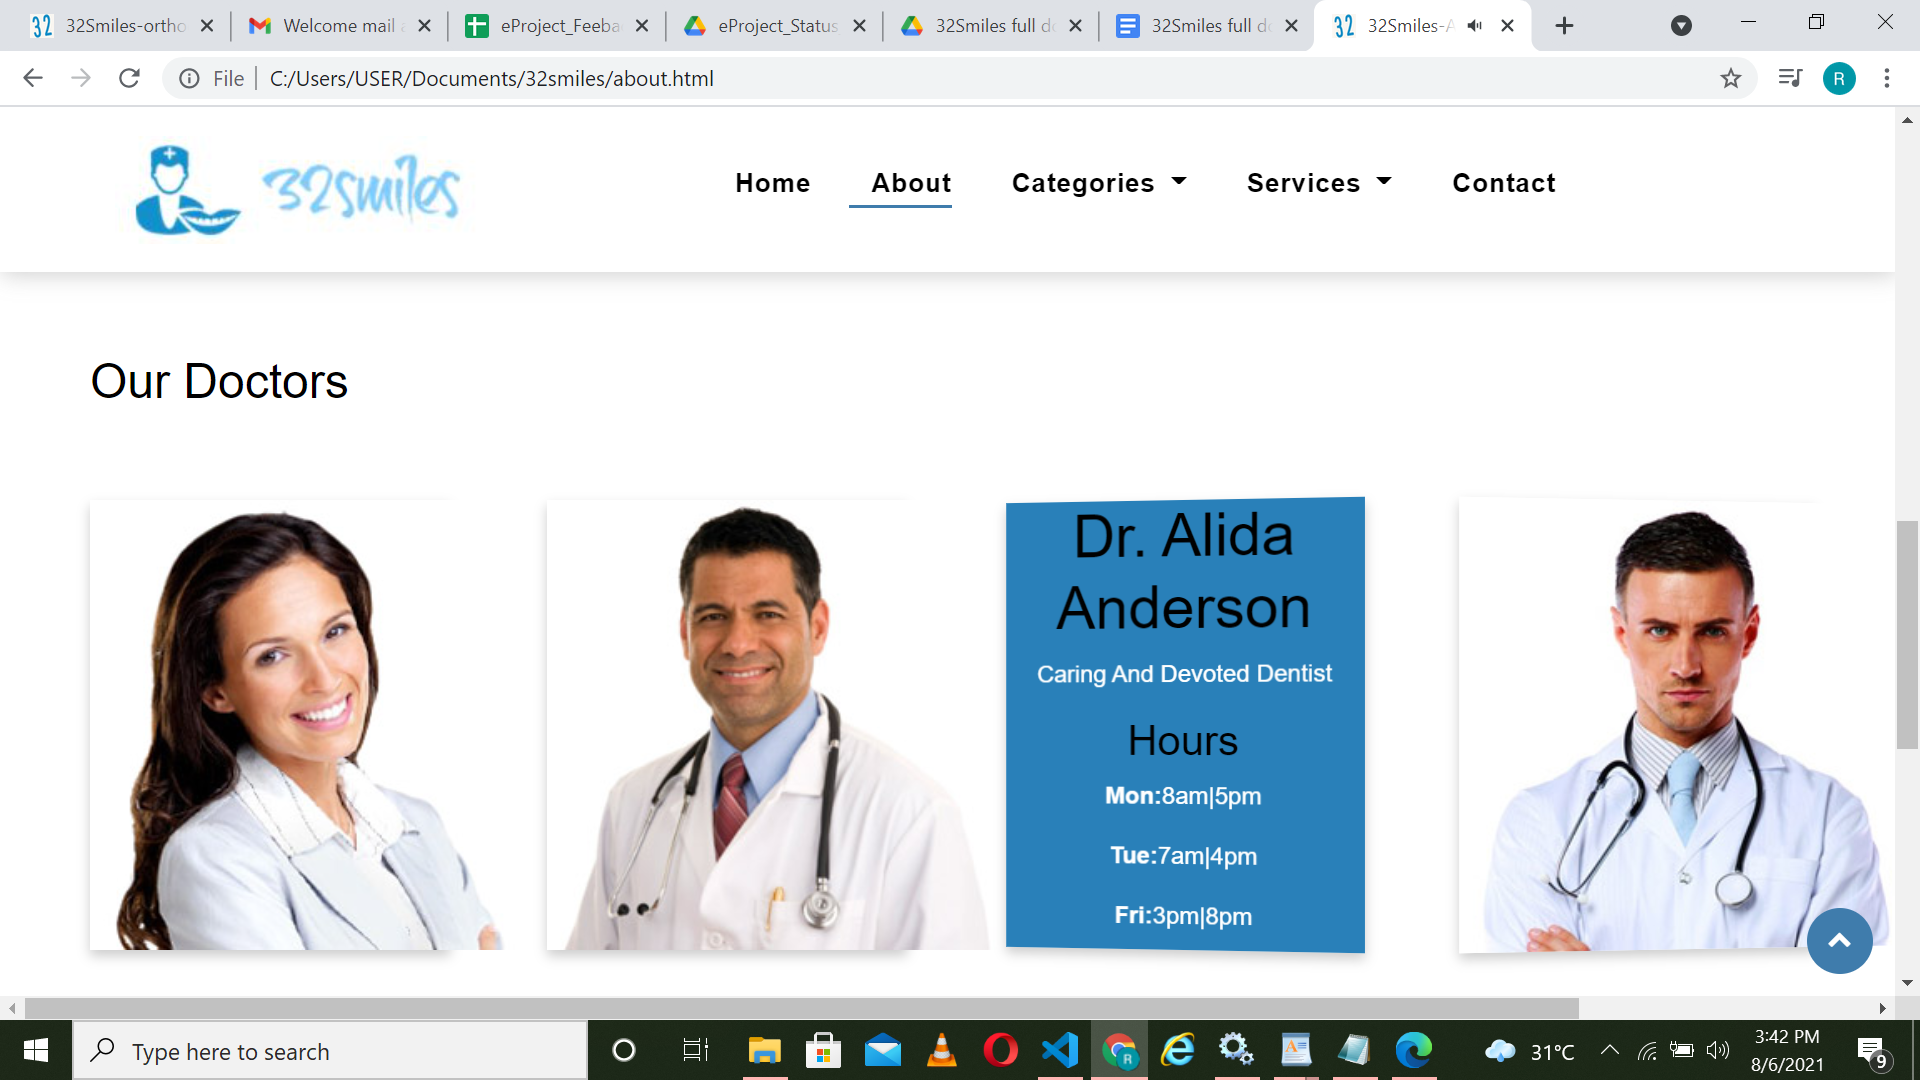 32Smiles-ortho
Welcome mail a
eProject_Feeba
eProject_Status
32Smiles full do
32Smiles full do
32Smiles-A
File
C:/Users/USER/Documents/32smiles/about.html
R
32smiles
Home
About
Categories
Services
Contact
Our Doctors
Dr. Alida
Anderson
Caring And Devoted Dentist
Hours
Mon:8am|5pm
Tue:7am|4pm
Fri:3pm|8pm
Type here to search
R
31°C
3:42 PM
8/6/2021
9